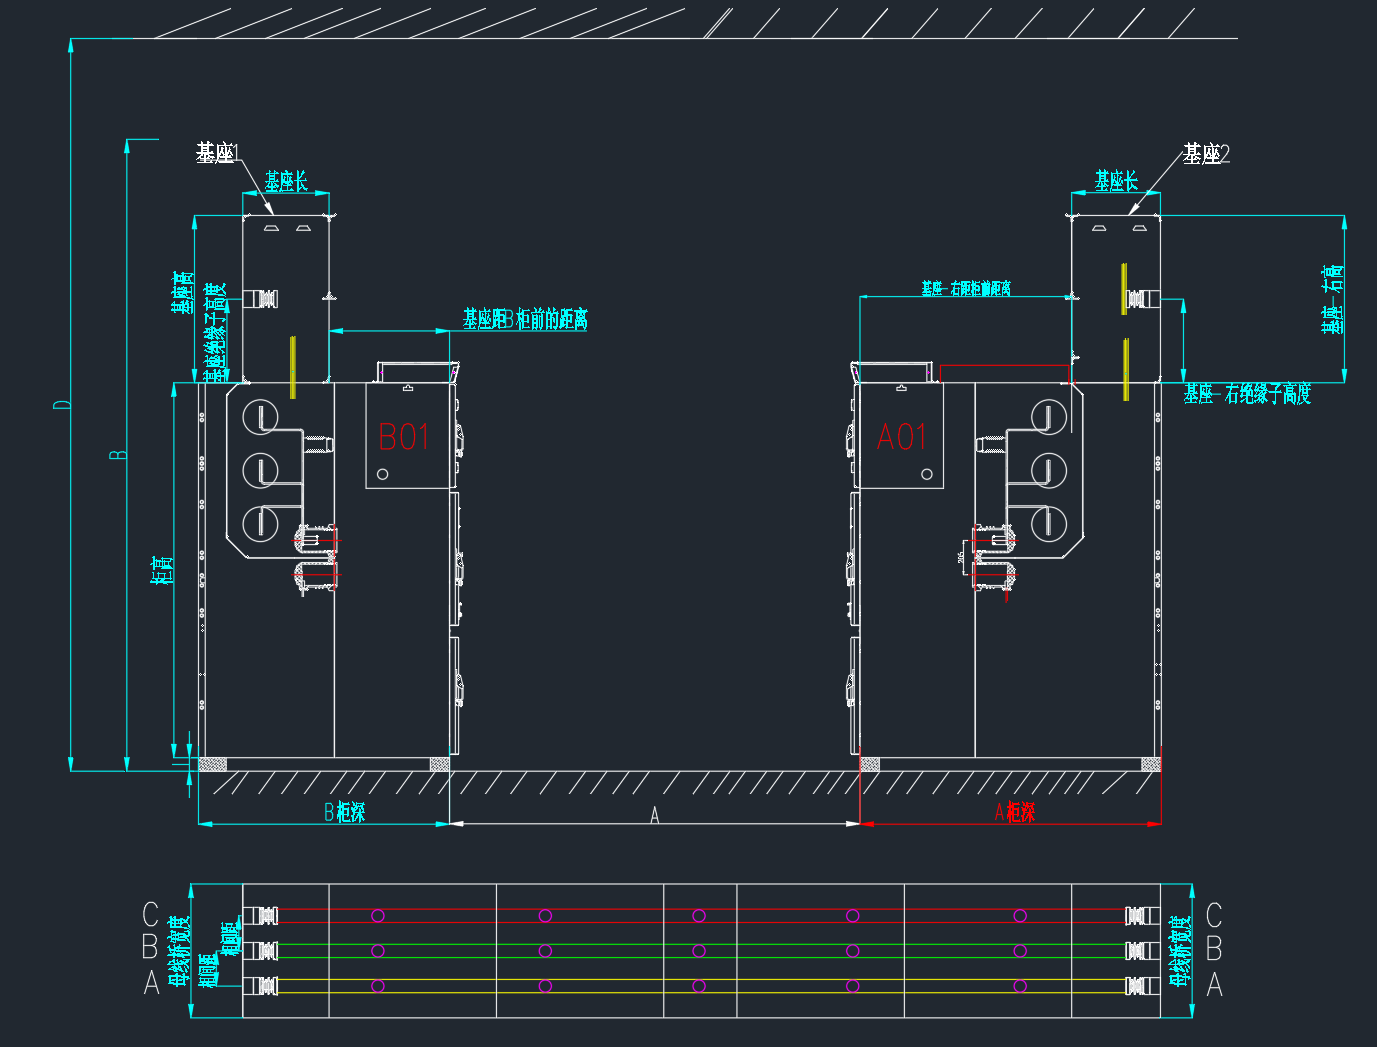 基座1
基座2
基座长
基座长
基座高
基座绝缘子高度
基座距B柜前的距离
基座一右距柜前距离
基座一右高
基座一右绝缘子高度
D
B
B01
A01
柜高
205
B柜深
A
A柜深
C
B
A
母线桥宽度
相间距
相间距
母线桥宽度
C
B
A